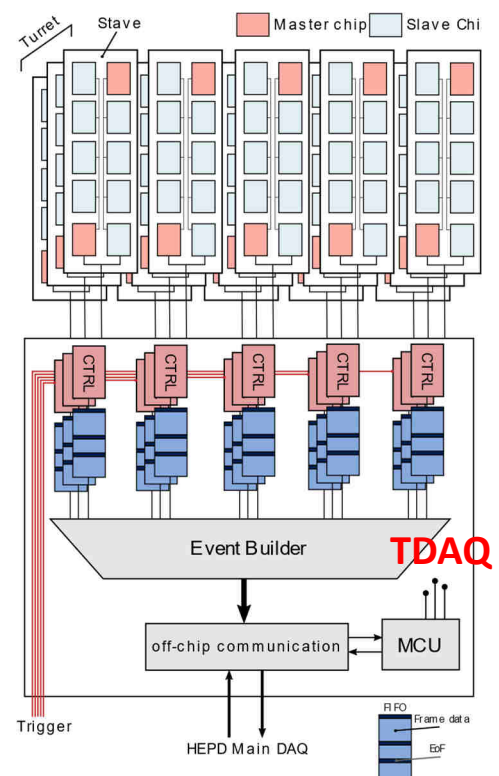 Turret
Stave
Master chip
Slave Chi
CTRL
CTRL
CTRL
CTRL
CTRL
Event Builder
TDAQ
off-chip communication
MCU
Trigger
HEPD Main DAQ
FIFO
Frame data
EoF